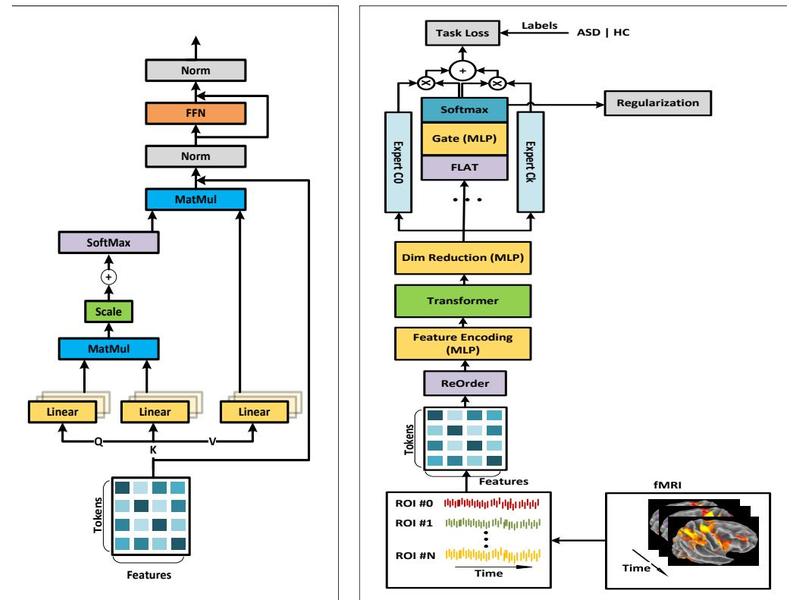 Norm
FFN
Norm
MatMul
SoftMax
+
Scale
MatMul
Linear
Linear
Linear
Q
K
V
Tokens
Features
Task Loss
Labels
ASD | HC
+
X
X
Softmax
Regularization
Gate (MLP)
FLAT
Expert C0
Expert Ck
• • •
Dim Reduction (MLP)
Transformer
Feature Encoding
(MLP)
ReOrder
Tokens
Features
fMRI
ROI #0
ROI #1
ROI #N
Time
Time